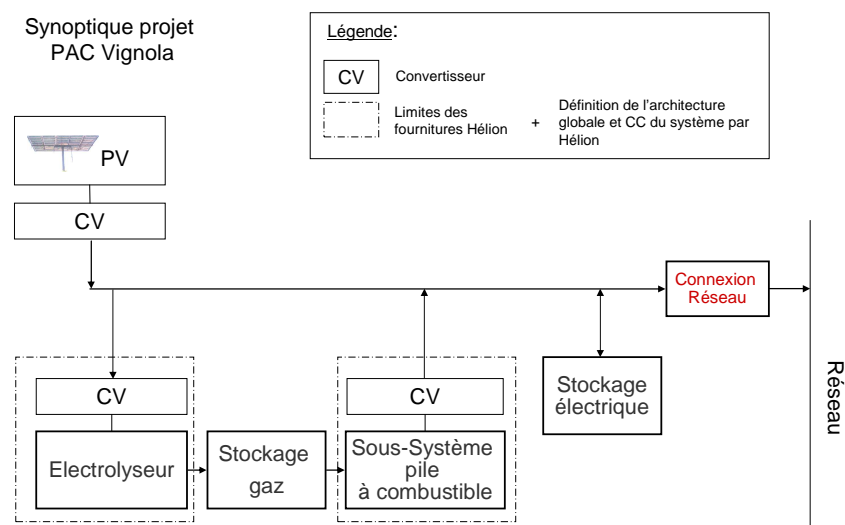 Synoptique projet
PAC Vignola
Légende:
CV
Convertisseur
Limites des
fournitures Hélion
+
Définition de l'architecture
globale et CC du système par
Hélion
PV
CV
Connexion
Réseau
Réseau
CV
CV
Stockage
électrique
Electrolyseur
Stockage
gaz
Sous-Système
pile
à combustible